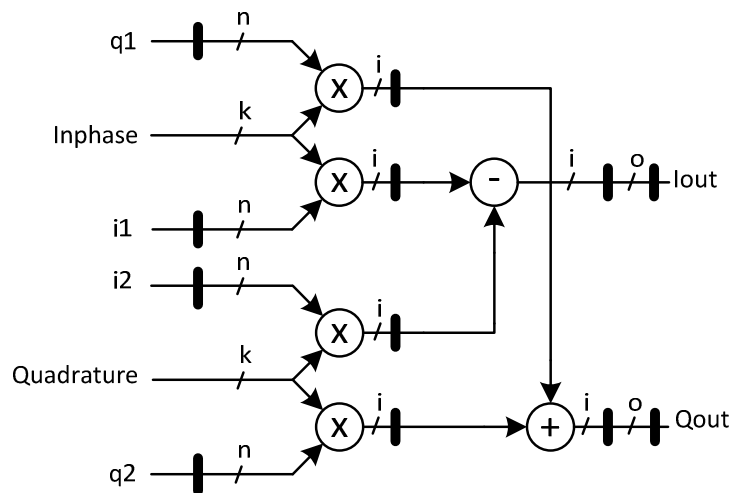 q1
n
X
i
Inphase
k
i1
n
X
i
-
i
o
Iout
i2
n
X
i
Quadrature
k
q2
n
X
i
+
i
o
Qout